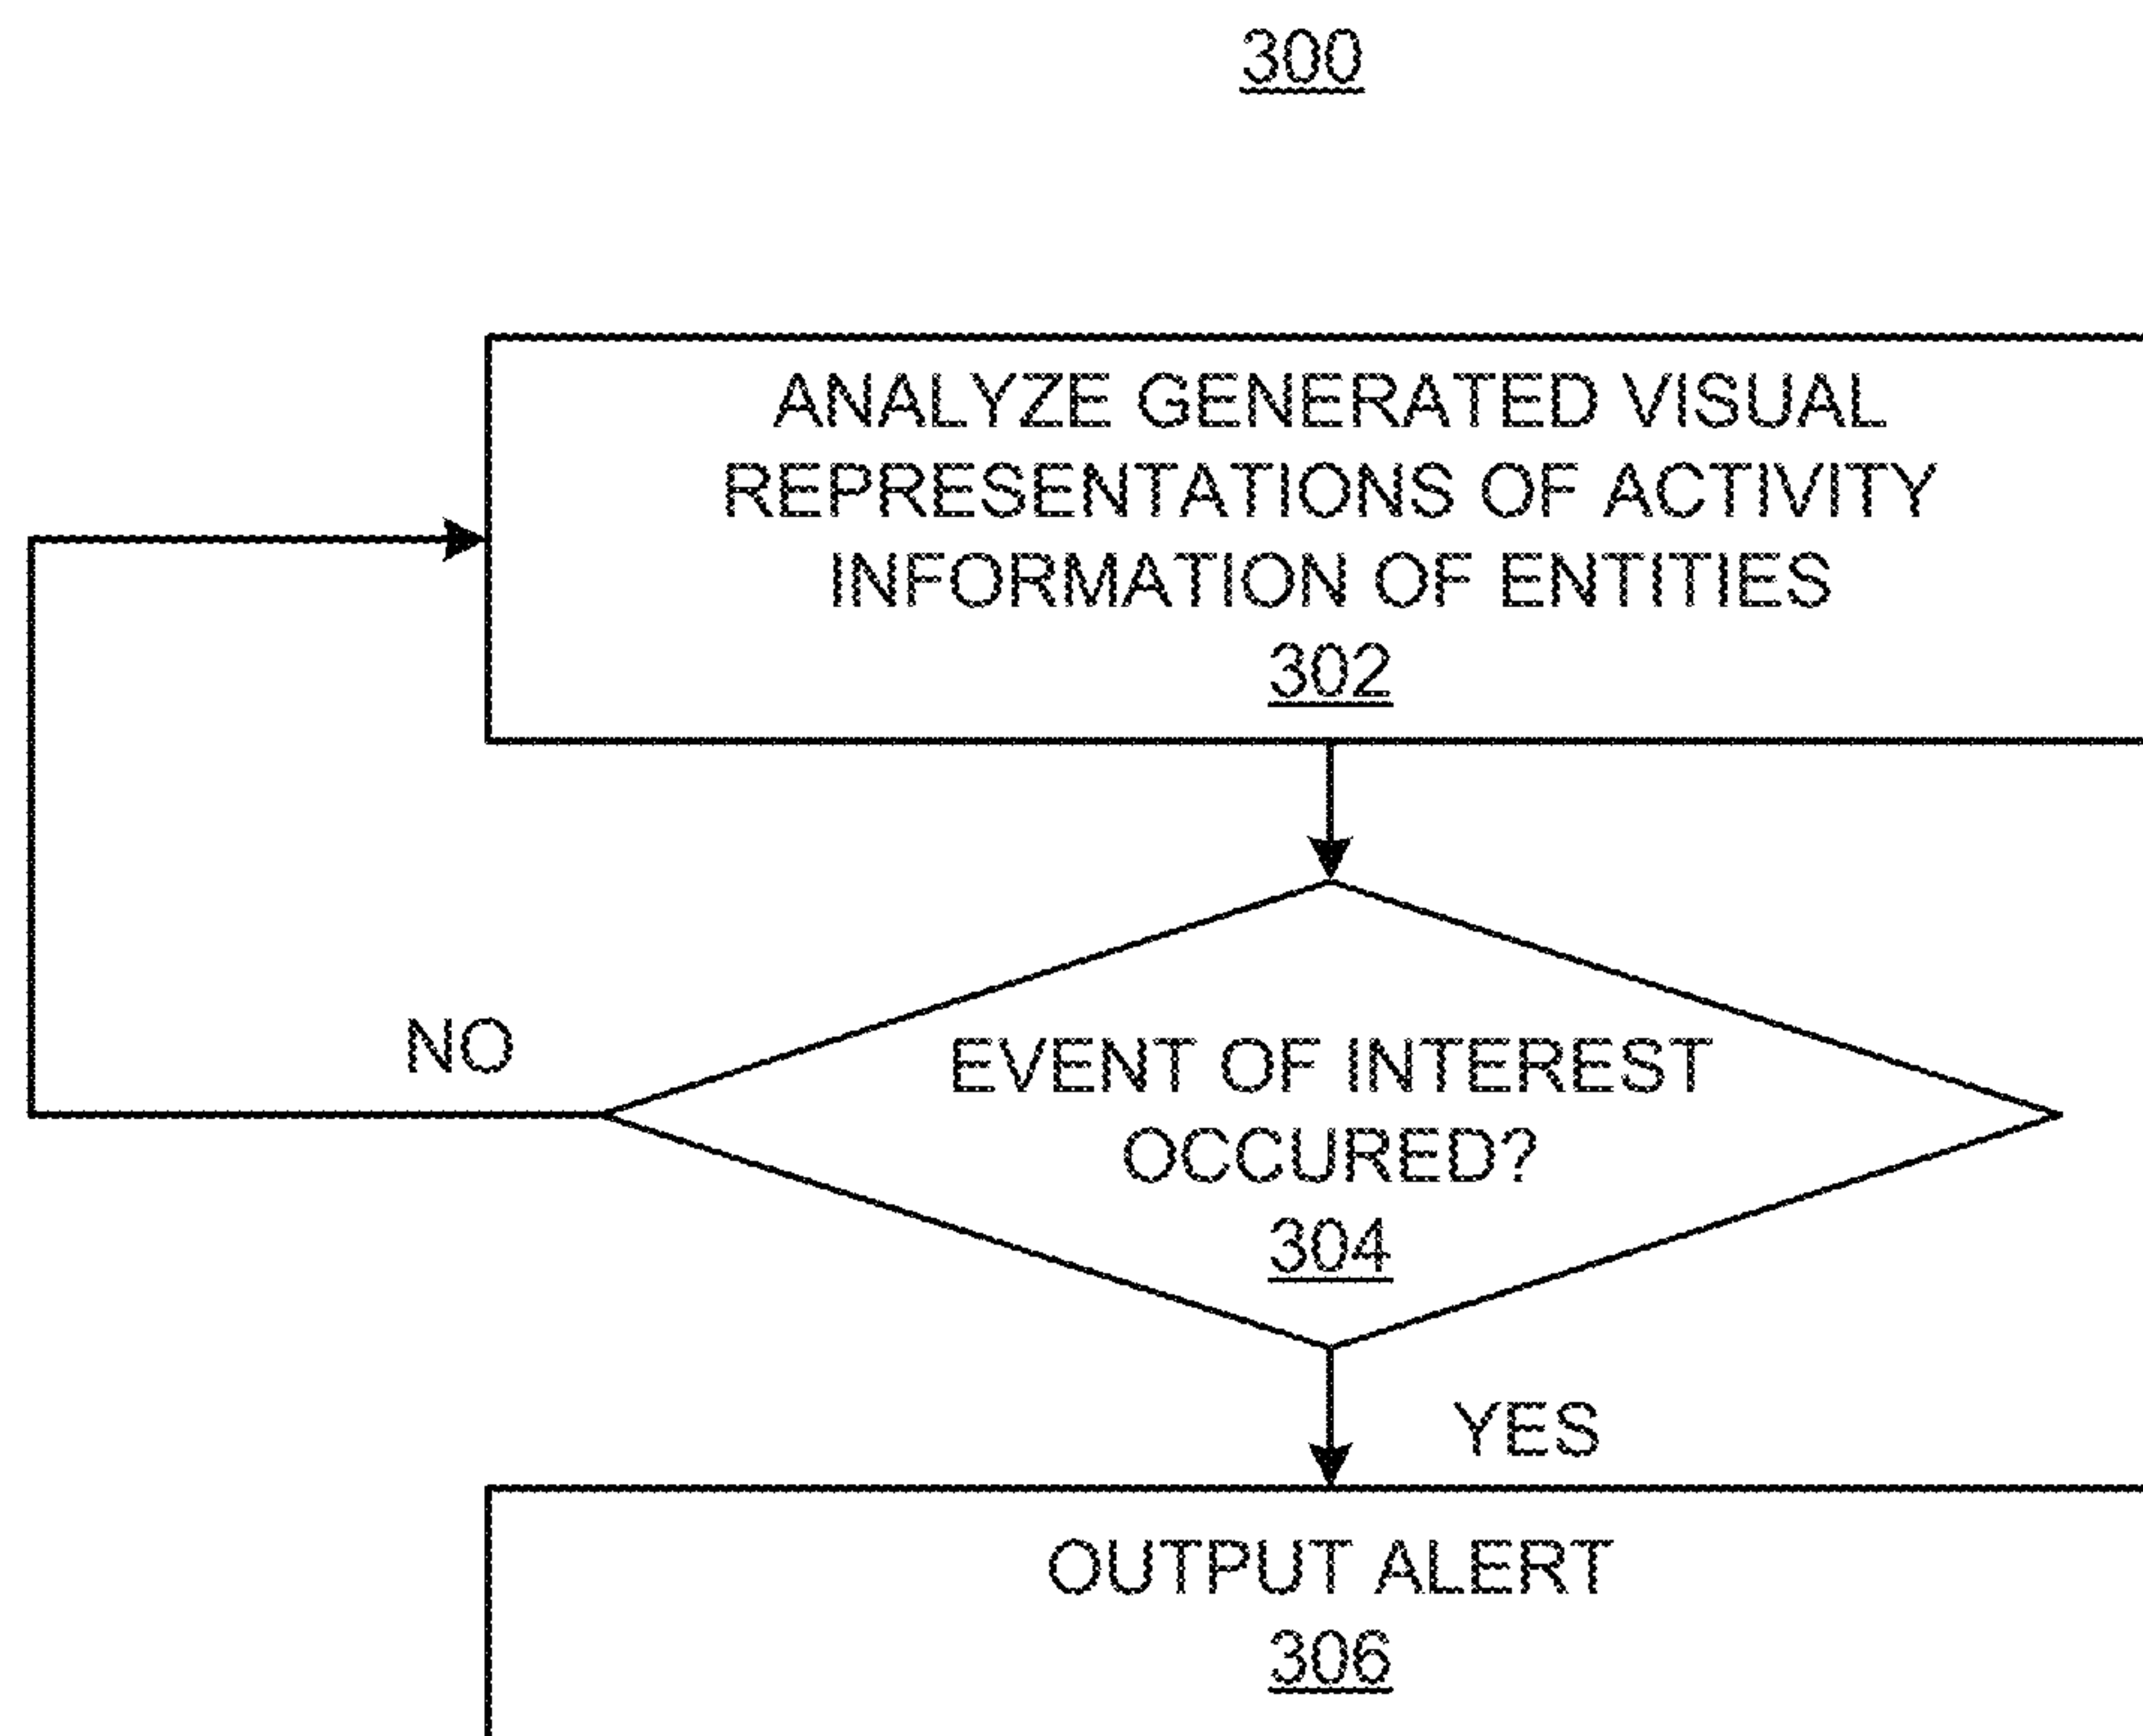 300
ANALYZE GENERATED VISUAL
REPRESENTATIONS OF ACTIVITY
INFORMATION OF ENTITIES
302
NO
EVENT OF INTEREST
OCCURED?
304
YES
OUTPUT ALERT
306